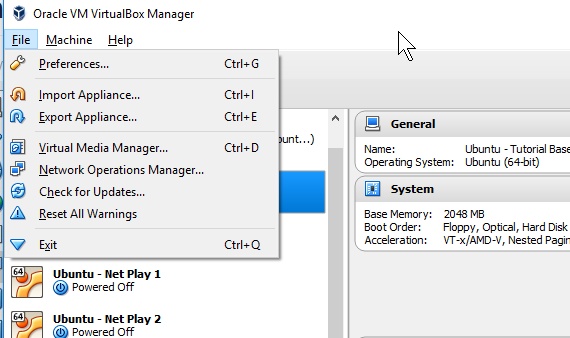 Oracle VM VirtualBox Manager
File Machine Help
Preferences... Ctrl+G
Import Appliance... Ctrl+I
Export Appliance... Ctrl+E
Virtual Media Manager... Ctrl+D
Network Operations Manager...
Check for Updates...
Reset All Warnings
Exit Ctrl+Q
ount...)
64
Ubuntu - Net Play 1
Powered Off
64
Ubuntu - Net Play 2
Powered Off
General
Name: Ubuntu - Tutorial Base
Operating System: Ubuntu (64-bit)
System
Base Memory: 2048 MB
Boot Order: Floppy, Optical, Hard Disk
Acceleration: VT-x/AMD-V, Nested Pagin